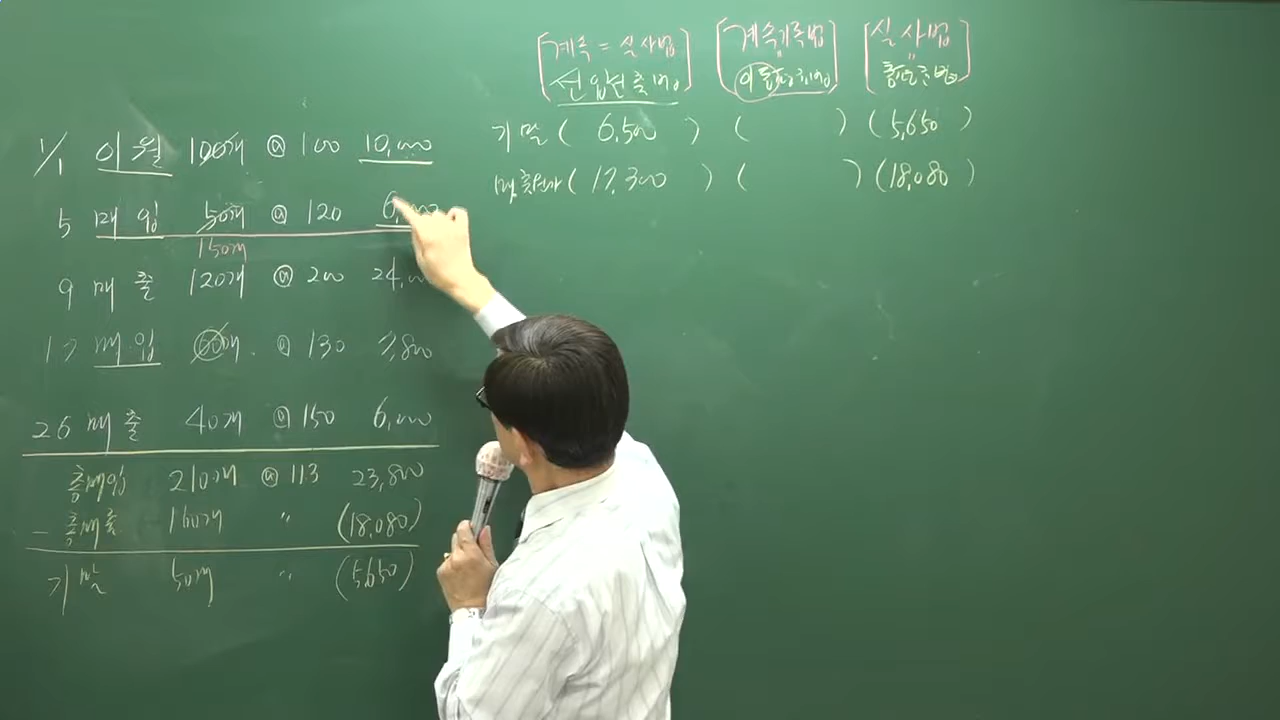 [계속 = 실사법] [계속기록법] [실사법]
[선입선출법] [이동평균법] [총평균법]
기말 ( 6,500 ) ( ) (5,650 )
매출원가 ( 17,300 ) ( ) (18,080 )
1/1 이월 100개 @ 100 10,000
5 매입 50개 @ 120
150개
9 매출 120개 @ 200
매입 60개 @ 130 7,800
26 매출 40개 @ 150 6,000
총매입 210개 @ 113 23,800
- 총매출 160개 " (18,080)
기말 50개 " (5,650)